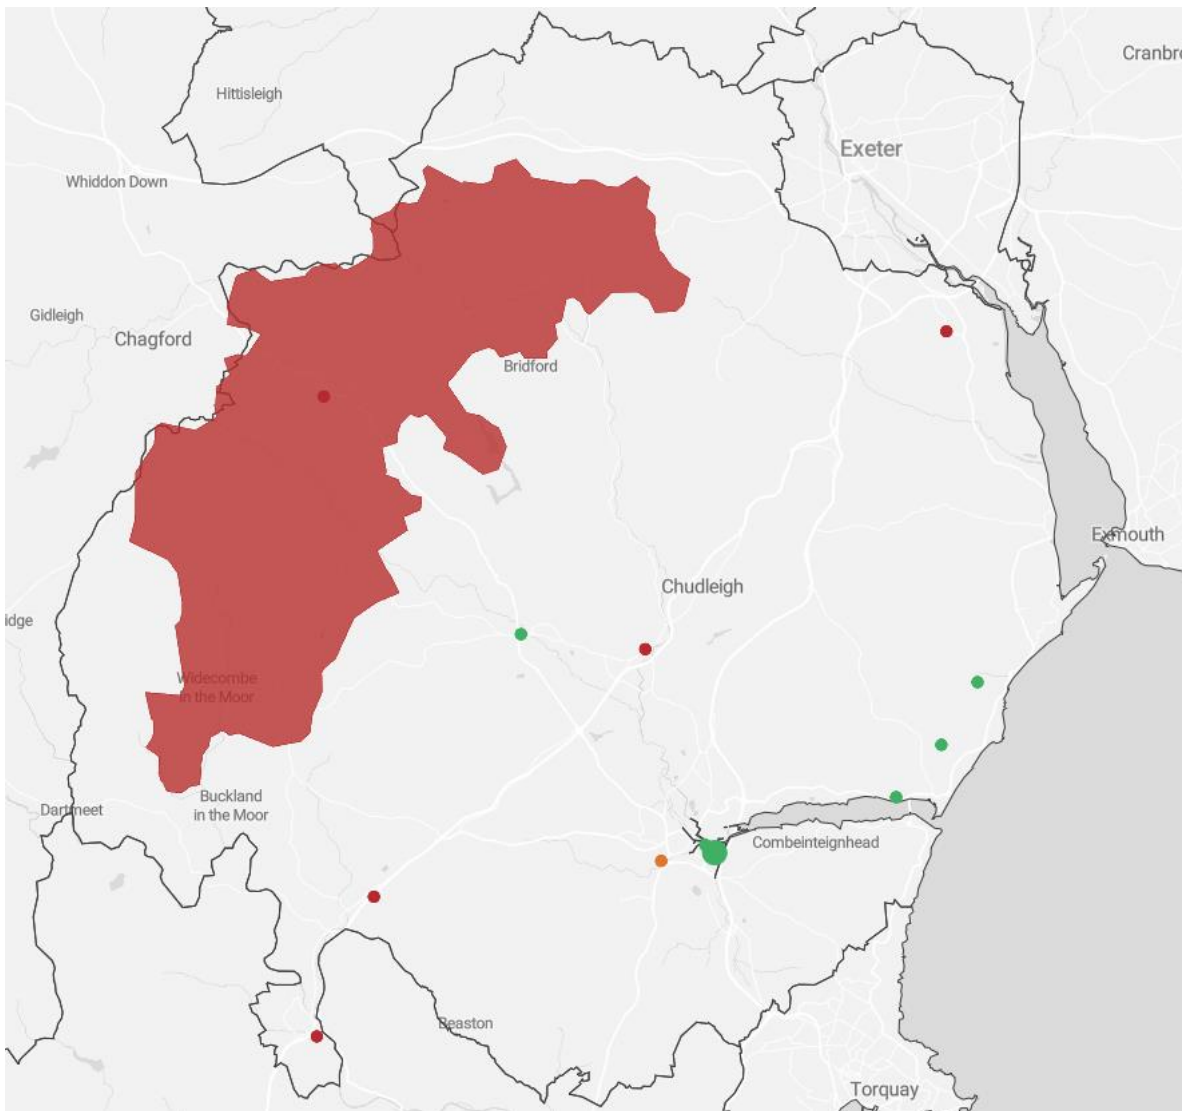 Cranbr
Hittisleigh
Exeter
Whiddon Down
Gidleigh
Chagford
Bridford
Exmouth
Chudleigh
idge
Widecombe
in the Moor
Buckland
in the Moor
Dartmeet
Combeinteignhead
Beaston
Torquay